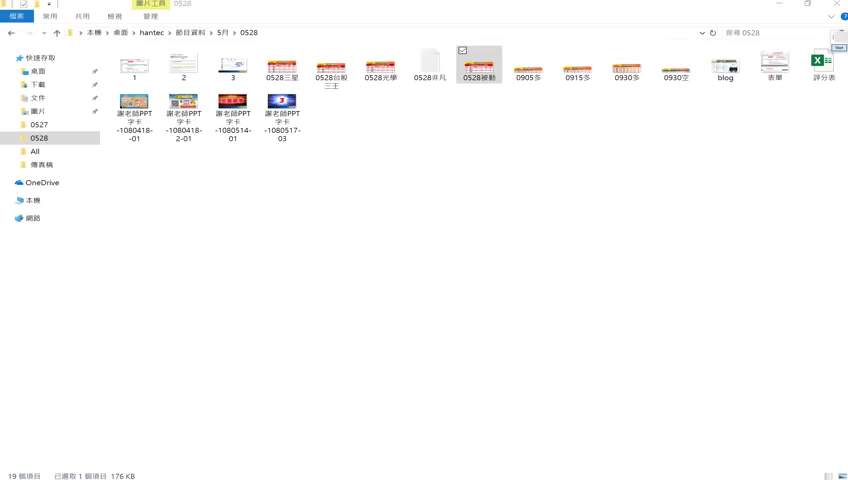 圖片工具 0528
檔案 常用 共用 檢視 管理
本機 › 桌面 › hantec › 節目資料 › 5月 › 0528
搜尋 0528
快速存取
桌面
下載
文件
圖片
0527
0528
All
傳真稿
OneDrive
本機
網路
1
2
3
0528三星
0528台股三王
0528光學
0528非凡
0528被動
0905多
0915多
0930多
0930空
blog
表單
評分表
謝老師PPT
字卡
-1080418-
-01
謝老師PPT
字卡
-1080418-
2-01
謝老師PPT
字卡
-1080514-
01
謝老師PPT
字卡
-1080517-
03
19 個項目 已選取 1 個項目 176 KB